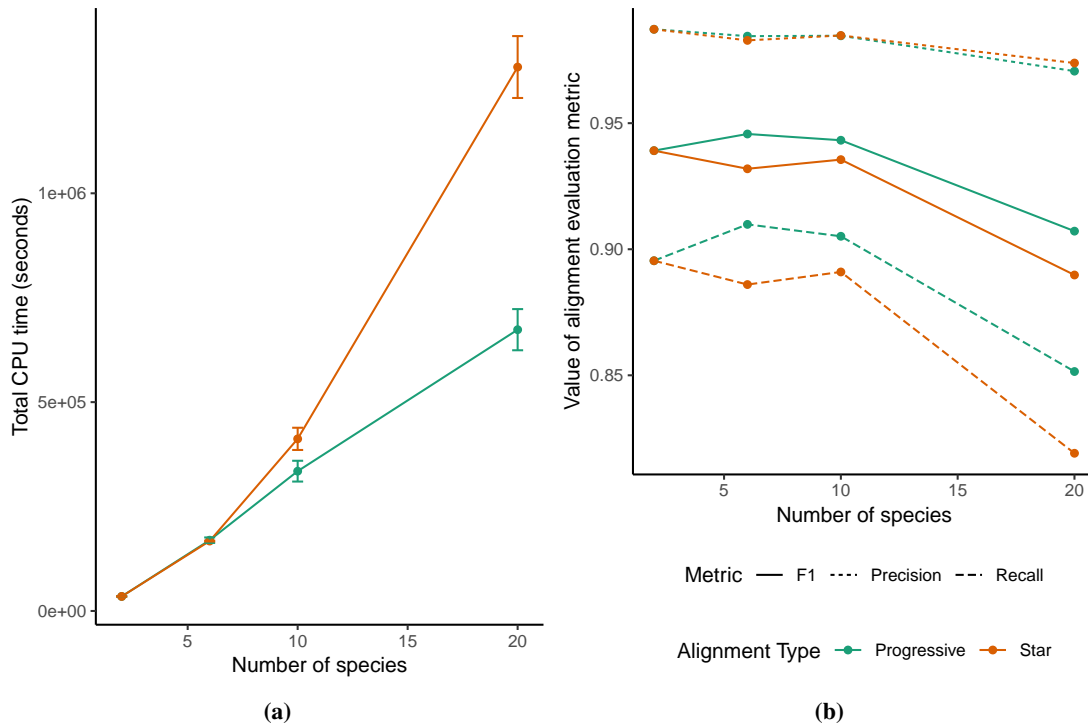 Total CPU time (seconds)
1e+06
5e+05
0e+00
5
10
15
20
Number of species
(a)
Value of alignment evaluation metric
0.95
0.90
0.85
5
10
15
20
Number of species
Metric F1 Precision Recall
Alignment Type Progressive Star
(b)